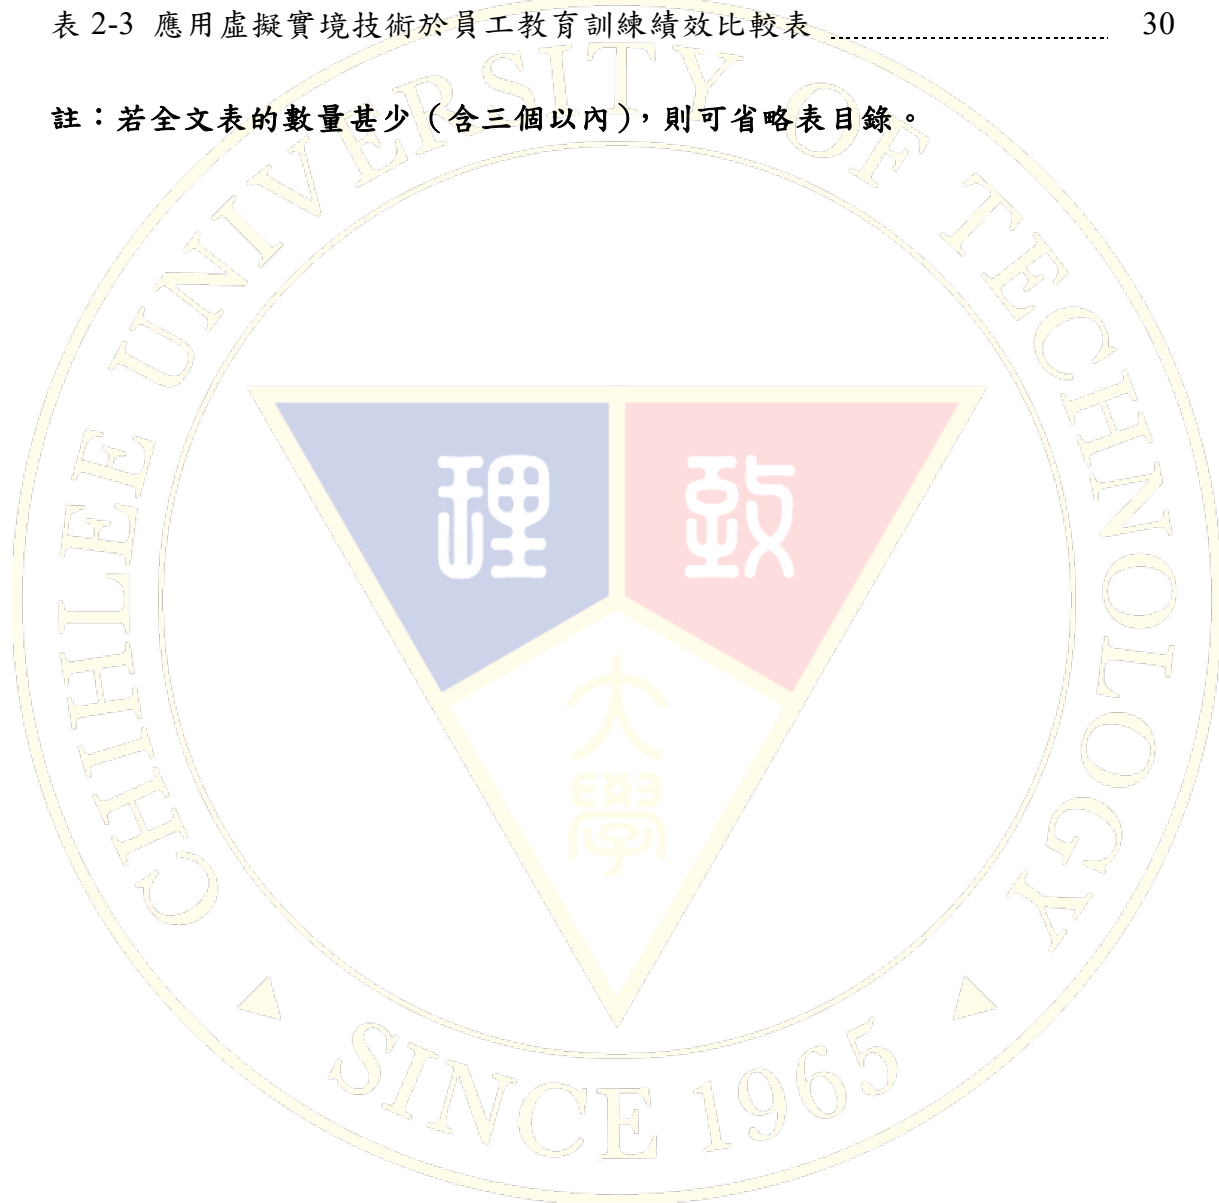 表 2-3 應用虛擬實境技術於員工教育訓練績效比較表 ................................ 30
註：若全文表的數量甚少（含三個以內），則可省略表目錄。
CHIHLEE UNIVERSITY OF TECHNOLOGY
理 致
大
學
SINCE 1965